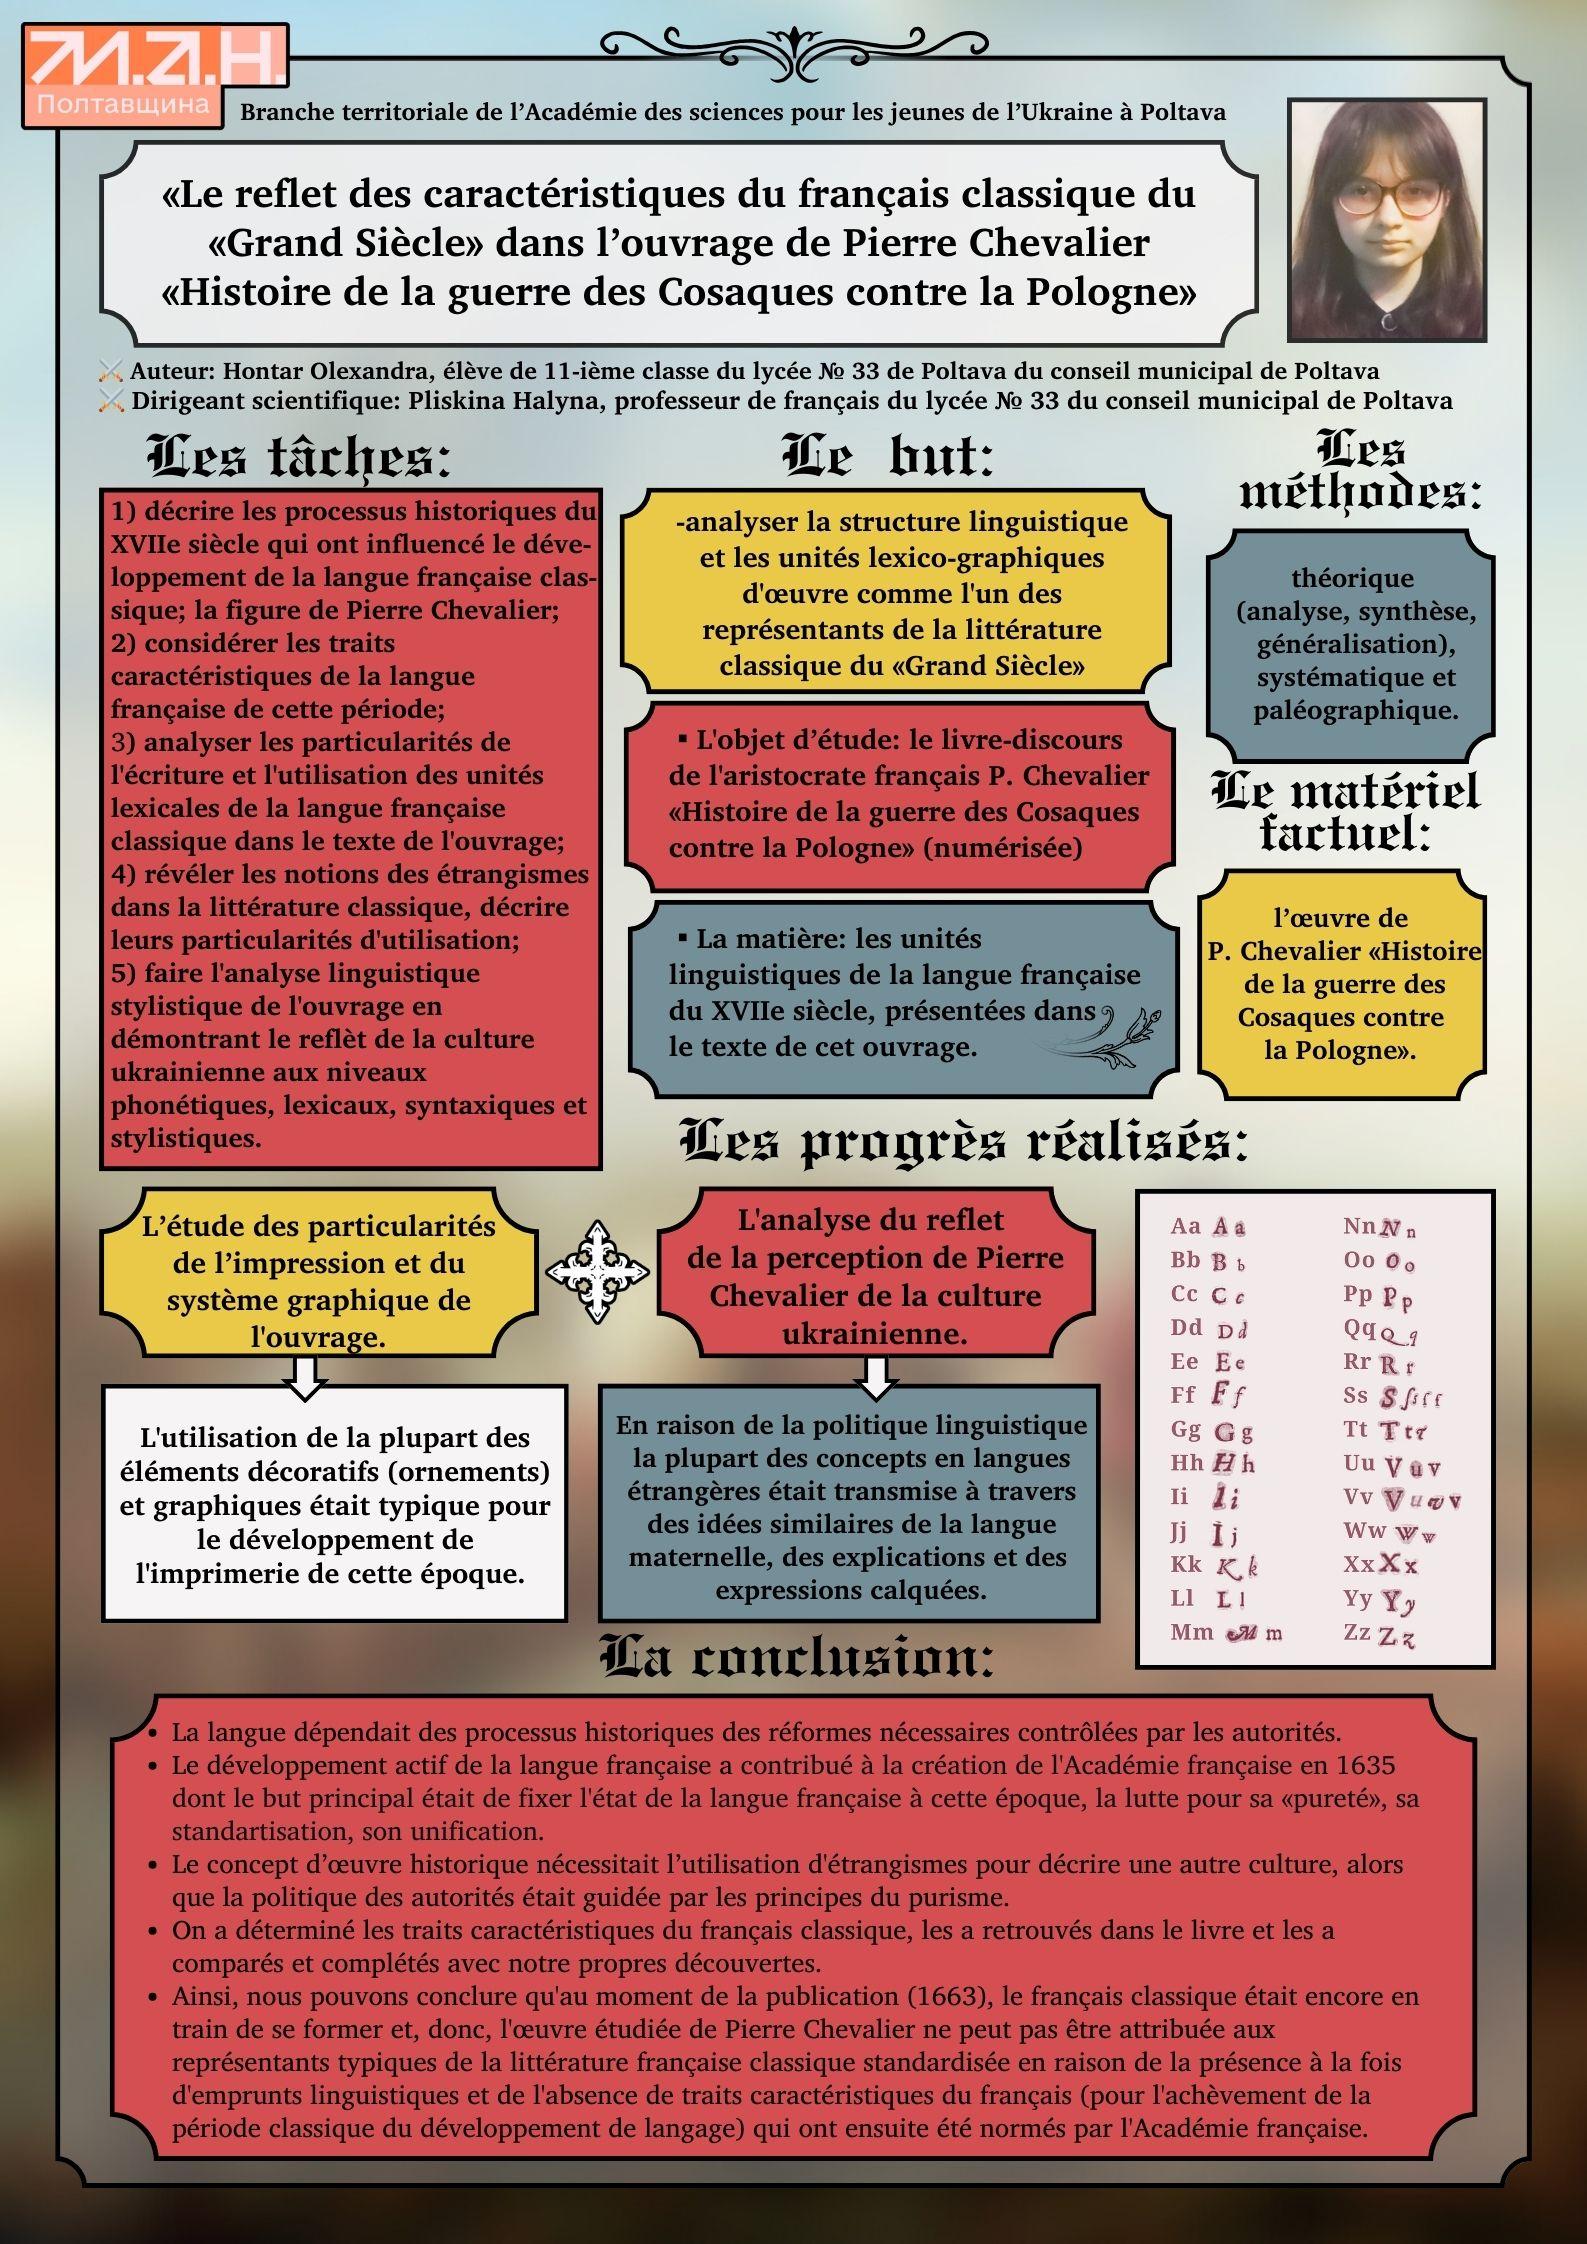 М.А.Н.
Полтавщина
Branche territoriale de l’Académie des sciences pour les jeunes de l’Ukraine à Poltava
«Le reflet des caractéristiques du français classique du
«Grand Siècle» dans l’ouvrage de Pierre Chevalier
«Histoire de la guerre des Cosaques contre la Pologne»
Auteur: Hontar Olexandra, élève de 11-ième classe du lycée № 33 de Poltava du conseil municipal de Poltava
Dirigeant scientifique: Pliskina Halyna, professeur de français du lycée № 33 du conseil municipal de Poltava
Les tâches:
1) décrire les processus historiques du
XVIIe siècle qui ont influencé le déve-
loppement de la langue française clas-
sique; la figure de Pierre Chevalier;
2) considérer les traits
caractéristiques de la langue
française de cette période;
3) analyser les particularités de
l'écriture et l'utilisation des unités
lexicales de la langue française
classique dans le texte de l'ouvrage;
4) révéler les notions des étrangismes
dans la littérature classique, décrire
leurs particularités d'utilisation;
5) faire l'analyse linguistique
stylistique de l'ouvrage en
démontrant le reflèt de la culture
ukrainienne aux niveaux
phonétiques, lexicaux, syntaxiques et
stylistiques.
Le but:
-analyser la structure linguistique
et les unités lexico-graphiques
d'œuvre comme l'un des
représentants de la littérature
classique du «Grand Siècle»
▪ L'objet d’étude: le livre-discours
de l'aristocrate français P. Chevalier
«Histoire de la guerre des Cosaques
contre la Pologne» (numérisée)
▪ La matière: les unités
linguistiques de la langue française
du XVIIe siècle, présentées dans
le texte de cet ouvrage.
Les
méthodes:
théorique
(analyse, synthèse,
généralisation),
systématique et
paléographique.
Le matériel
factuel:
l’œuvre de
P. Chevalier «Histoire
de la guerre des
Cosaques contre
la Pologne».
Les progrès réalisés:
L’étude des particularités
de l’impression et du
système graphique de
l'ouvrage.
L'utilisation de la plupart des
éléments décoratifs (ornements)
et graphiques était typique pour
le développement de
l'imprimerie de cette époque.
L'analyse du reflet
de la perception de Pierre
Chevalier de la culture
ukrainienne.
En raison de la politique linguistique
la plupart des concepts en langues
étrangères était transmise à travers
des idées similaires de la langue
maternelle, des explications et des
expressions calquées.
Aa A a
Bb B b
Cc C c
Dd D d
Ee E e
Ff F f
Gg G g
Hh H h
Ii I i
Jj I j
Kk K k
Ll L l
Mm M m
Nn N n
Oo O o
Pp P p
Qq Q q
Rr R r
Ss S
Tt T t
Uu V u v
Vv V u v v
Ww W w
Xx X x
Yy Y y
Zz Z z
La conclusion:
• La langue dépendait des processus historiques des réformes nécessaires contrôlées par les autorités.
• Le développement actif de la langue française a contribué à la création de l'Académie française en 1635
dont le but principal était de fixer l'état de la langue française à cette époque, la lutte pour sa «pureté», sa
standartisation, son unification.
• Le concept d’œuvre historique nécessitait l’utilisation d'étrangismes pour décrire une autre culture, alors
que la politique des autorités était guidée par les principes du purisme.
• On a déterminé les traits caractéristiques du français classique, les a retrouvés dans le livre et les a
comparés et complétés avec notre propres découvertes.
• Ainsi, nous pouvons conclure qu'au moment de la publication (1663), le français classique était encore en
train de se former et, donc, l'œuvre étudiée de Pierre Chevalier ne peut pas être attribuée aux
représentants typiques de la littérature française classique standardisée en raison de la présence à la fois
d'emprunts linguistiques et de l'absence de traits caractéristiques du français (pour l'achèvement de la
période classique du développement de langage) qui ont ensuite été normés par l'Académie française.